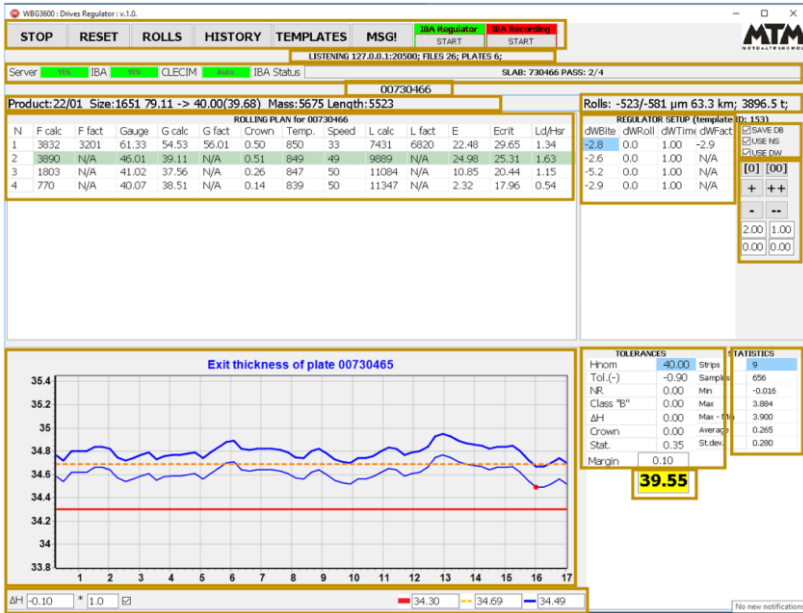 WBG3600 : Drives Regulator : v.1.0.
STOP RESET ROLLS HISTORY TEMPLATES MSG! IBA Regulator START IBA Recording START
MTM
LISTENING 127.0.0.1:20500; FILES 26; PLATES 6;
Server YES IBA YES CLECIM Auto IBA Status SLAB: 730466 PASS: 2/4
00730466
Product:22/01 Size:1651 79.11 -> 40.00(39.68) Mass:5675 Length:5523
Rolls: -523/-581 µm 63.3 km; 3896.5 t;
ROLLING PLAN for 00730466
N F calc F fact Gauge G calc G fact Crown Temp. Speed L calc L fact E Ecrit Ld/Hsr
1 3832 3201 61.33 54.53 56.01 0.50 850 33 7431 6820 22.48 29.65 1.34
2 3890 N/A 46.01 39.11 N/A 0.51 849 49 9889 N/A 24.98 25.31 1.63
3 1803 N/A 41.02 37.56 N/A 0.26 847 50 11084 N/A 10.85 20.44 1.15
4 770 N/A 40.07 38.51 N/A 0.14 839 50 11347 N/A 2.32 17.96 0.54
REGULATOR SETUP (template ID: 153)
dWBite dWRoll dWTime dWFact
-2.8 0.0 1.00 -2.9
-2.6 0.0 1.00 N/A
-5.2 0.0 1.00 N/A
-2.9 0.0 1.00 N/A
SAVE DB
USE NS
USE DW
[0] [00]
+ ++
- --
2.00 1.00
0.00 0.00
Exit thickness of plate 00730465
35.4
35.2
35
34.8
34.6
34.4
34.2
34
33.8
1 2 3 4 5 6 7 8 9 10 11 12 13 14 15 16 17
ΔH -0.10 * 1.0 34.30 34.69 34.49
TOLERANCES
Hnom 40.00
Tol.(-) -0.90
NR 0.00
Class "B" 0.00
ΔH 0.00
Crown 0.00
Stat. 0.35
Margin 0.10
39.55
STATISTICS
Strips 9
Samples 656
Min -0.016
Max 3.884
Max - Min 3.900
Average 0.265
St.dev. 0.280
No new notifications